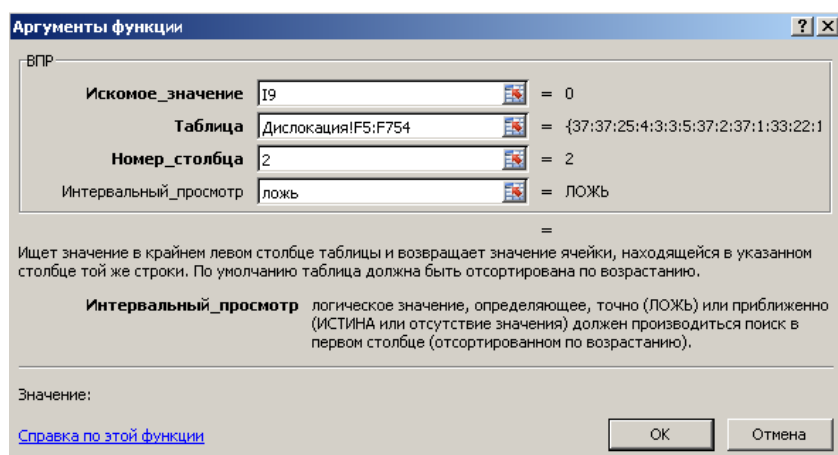 Аргументы функции
ВПР
Искомое_значение I9 = 0
Таблица Дислокация!F5:F754 = {37:37:25:4:3:3:5:37:2:37:1:33:22:1
Номер_столбца 2 = 2
Интервальный_просмотр ложь = ЛОЖЬ
=
Ищет значение в крайнем левом столбце таблицы и возвращает значение ячейки, находящейся в указанном
столбце той же строки. По умолчанию таблица должна быть отсортирована по возрастанию.
Интервальный_просмотр логическое значение, определяющее, точно (ЛОЖЬ) или приближенно
(ИСТИНА или отсутствие значения) должен производиться поиск в
первом столбце (отсортированном по возрастанию).
Значение:
Справка по этой функции OK Отмена